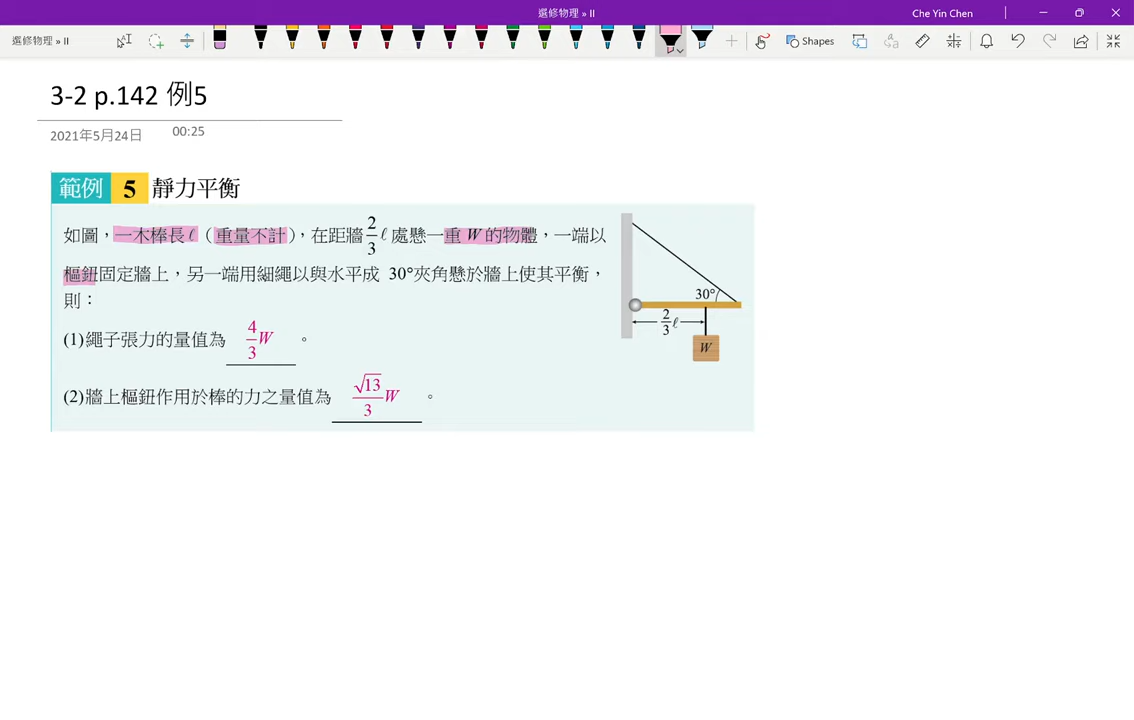 選修物理 » II
Che Yin Chen
選修物理 » II
Shapes
3-2 p.142 例5
2021年5月24日 00:25
範例 5 靜力平衡
如圖，一木棒長ℓ（重量不計），在距牆2/3 ℓ處懸一重W的物體，一端以
樞鈕固定牆上，另一端用細繩以與水平成 30°夾角懸於牆上使其平衡，
則：
(1)繩子張力的量值為 4/3 W 。
(2)牆上樞鈕作用於棒的力之量值為 √13/3 W 。
30°
2/3 ℓ
W